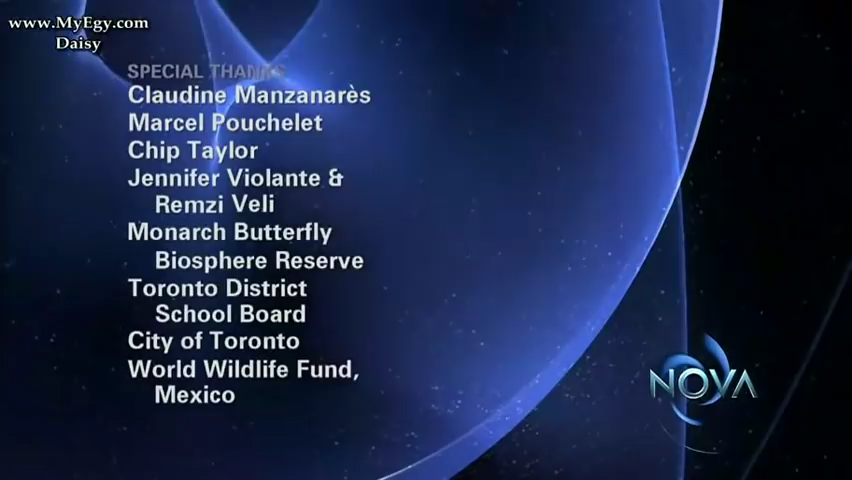 www.MyEgy.com
Daisy
SPECIAL THANKS
Claudine Manzanarès
Marcel Pouchelet
Chip Taylor
Jennifer Violante &
Remzi Veli
Monarch Butterfly
Biosphere Reserve
Toronto District
School Board
City of Toronto
World Wildlife Fund,
Mexico
NOVA